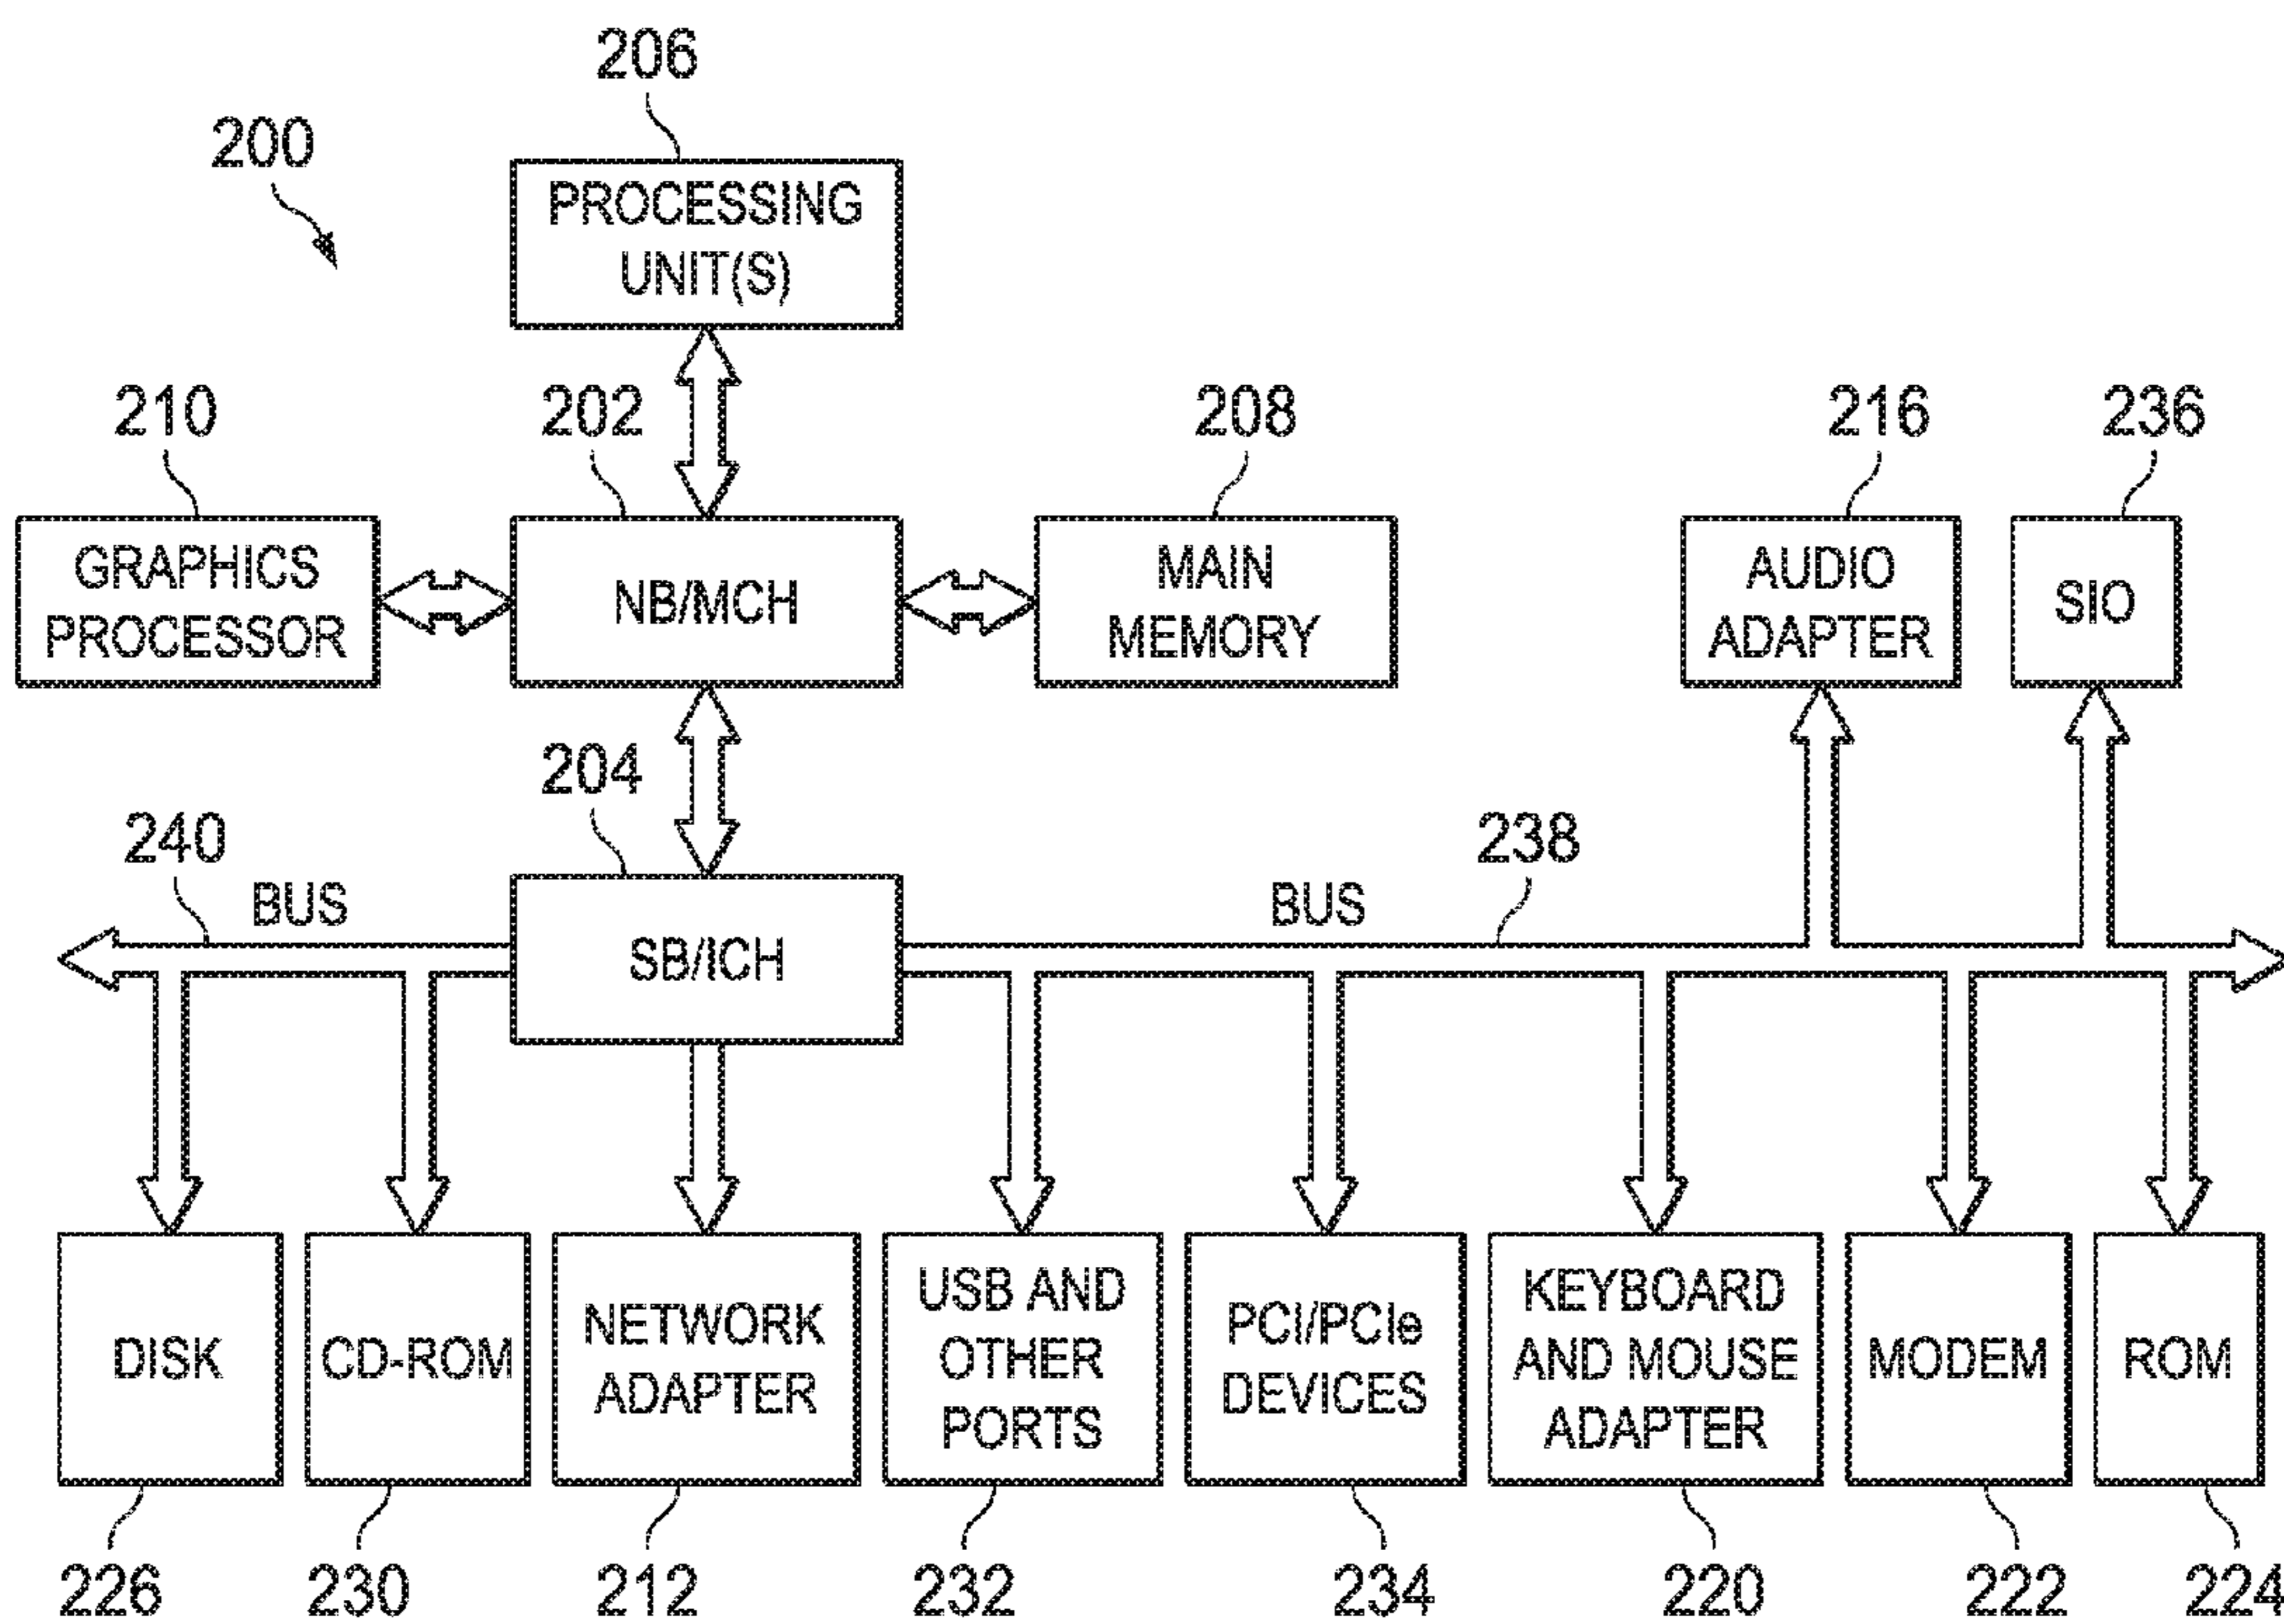 206
200
PROCESSING
UNIT(S)
210
202
208
216
236
GRAPHICS
PROCESSOR
NB/MCH
MAIN
MEMORY
AUDIO
ADAPTER
SIO
204
240
BUS
238
BUS
SB/ICH
DISK
CD-ROM
NETWORK
ADAPTER
USB AND
OTHER
PORTS
PCI/PCIe
DEVICES
KEYBOARD
AND MOUSE
ADAPTER
MODEM
ROM
226
230
212
232
234
220
222
224